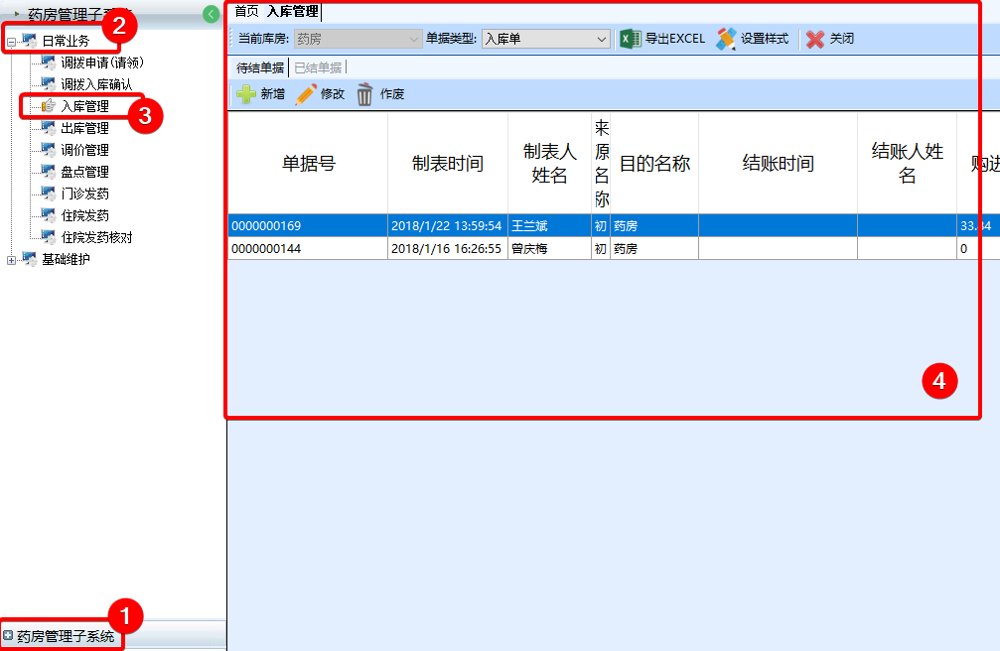 药房管理子系统
2
日常业务
调拨申请(请领)
调拨入库确认
入库管理
3
出库管理
调价管理
盘点管理
门诊发药
住院发药
住院发药核对
基础维护
1
药房管理子系统
首页 入库管理
当前库房: 药房 单据类型: 入库单 导出EXCEL 设置样式 关闭
待结单据 已结单据
新增 修改 作废
单据号 制表时间 制表人姓名 来原名称 目的名称 结账时间 结账人姓名 购进
0000000169 2018/1/22 13:59:54 王兰斌 初 药房 33.84
0000000144 2018/1/16 16:26:55 曾庆梅 初 药房 0
4